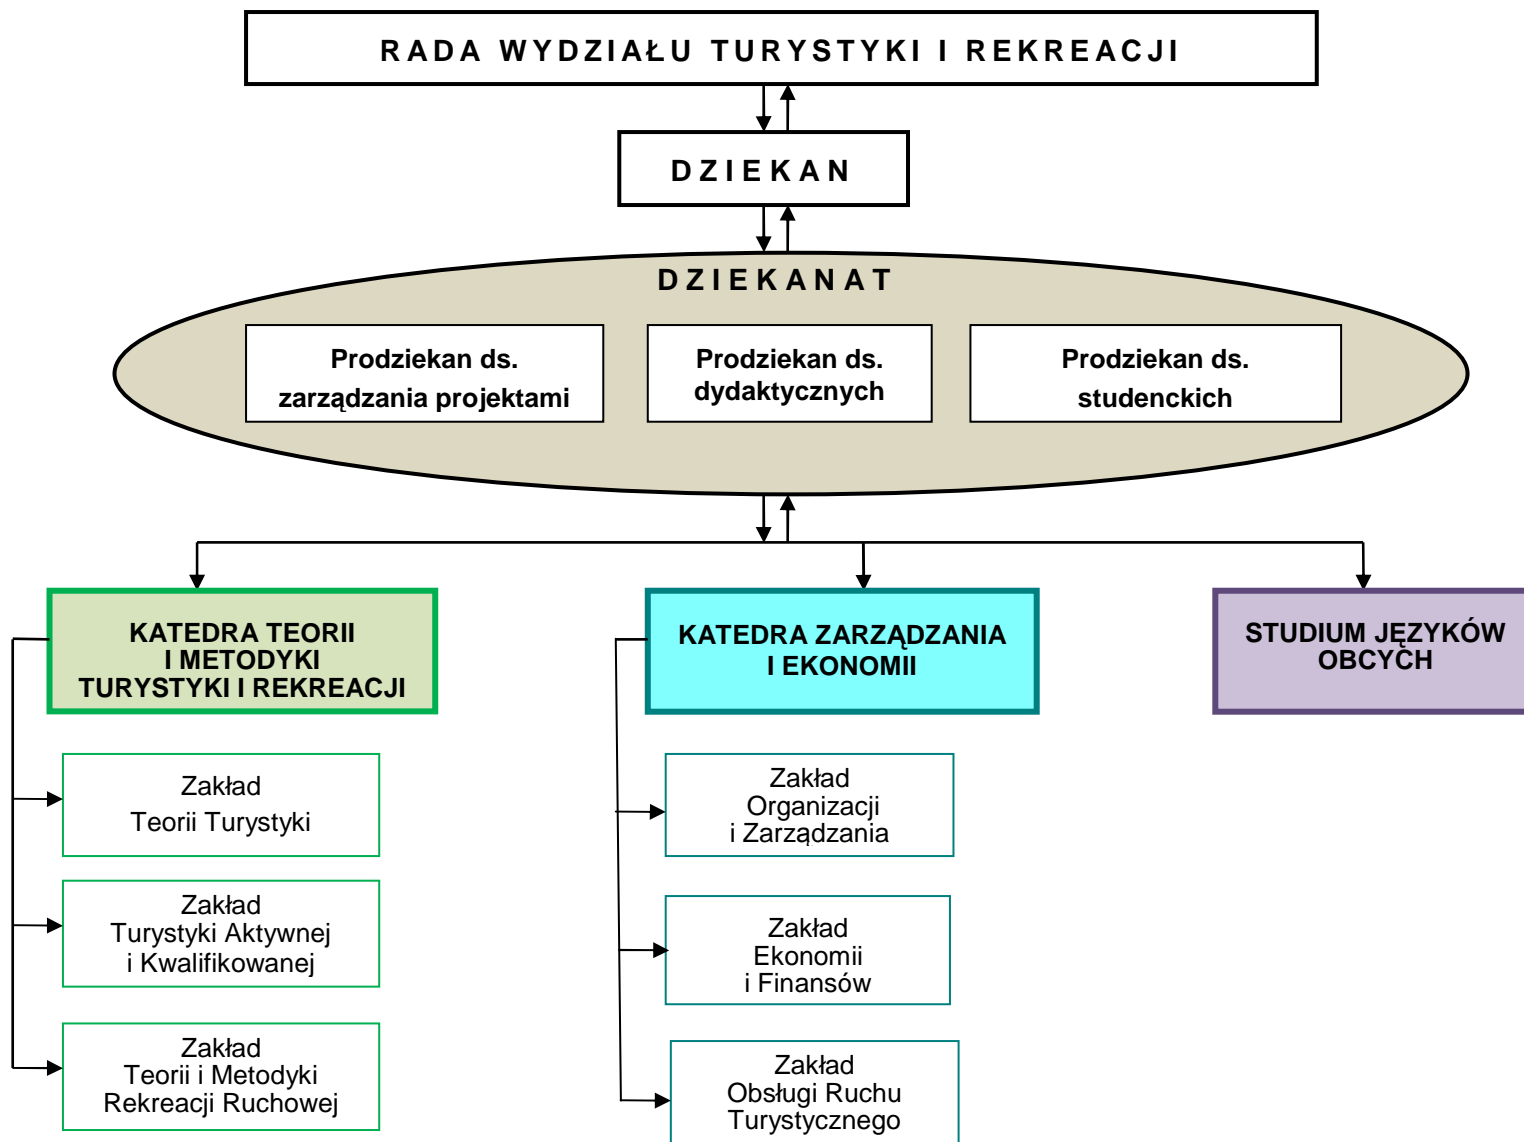 RADA WYDZIAŁU TURYSTYKI I REKREACJI
DZIEKAN
DZIEKANAT
Prodziekan ds.
zarządzania projektami
Prodziekan ds.
dydaktycznych
Prodziekan ds.
studenckich
KATEDRA TEORII
I METODYKI
TURYSTYKI I REKREACJI
KATEDRA ZARZĄDZANIA
I EKONOMII
STUDIUM JĘZYKÓW
OBCYCH
Zakład
Teorii Turystyki
Zakład
Turystyki Aktywnej
i Kwalifikowanej
Zakład
Teorii i Metodyki
Rekreacji Ruchowej
Zakład
Organizacji
i Zarządzania
Zakład
Ekonomii
i Finansów
Zakład
Obsługi Ruchu
Turystycznego